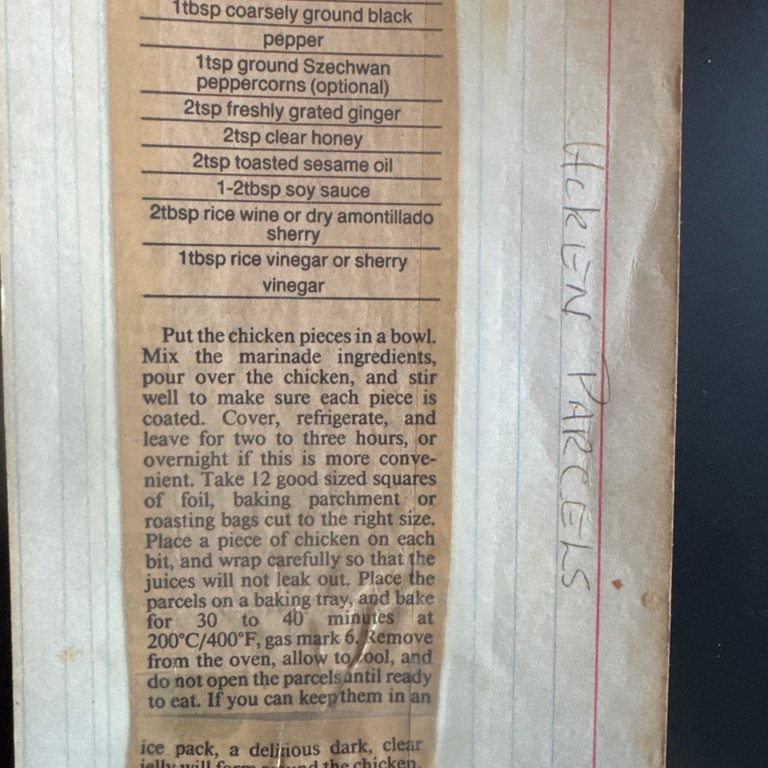 1tbsp coarsely ground black
pepper
1tsp ground Szechwan
peppercorns (optional)
2tsp freshly grated ginger
2tsp clear honey
2tsp toasted sesame oil
1-2tbsp soy sauce
2tbsp rice wine or dry amontillado
sherry
1tbsp rice vinegar or sherry
vinegar
Put the chicken pieces in a bowl.
Mix the marinade ingredients,
pour over the chicken, and stir
well to make sure each piece is
coated. Cover, refrigerate, and
leave for two to three hours, or
overnight if this is more conve-
nient. Take 12 good sized squares
of foil, baking parchment or
roasting bags cut to the right size.
Place a piece of chicken on each
bit, and wrap carefully so that the
juices will not leak out. Place the
parcels on a baking tray, and bake
for 30 to 40 minutes at
200°C/400°F, gas mark 6. Remove
from the oven, allow to cool, and
do not open the parcels until ready
to eat. If you can keep them in an
ice pack, a delicious dark, clear
jelly will form around the chicken.
CHCKEN PARCELS